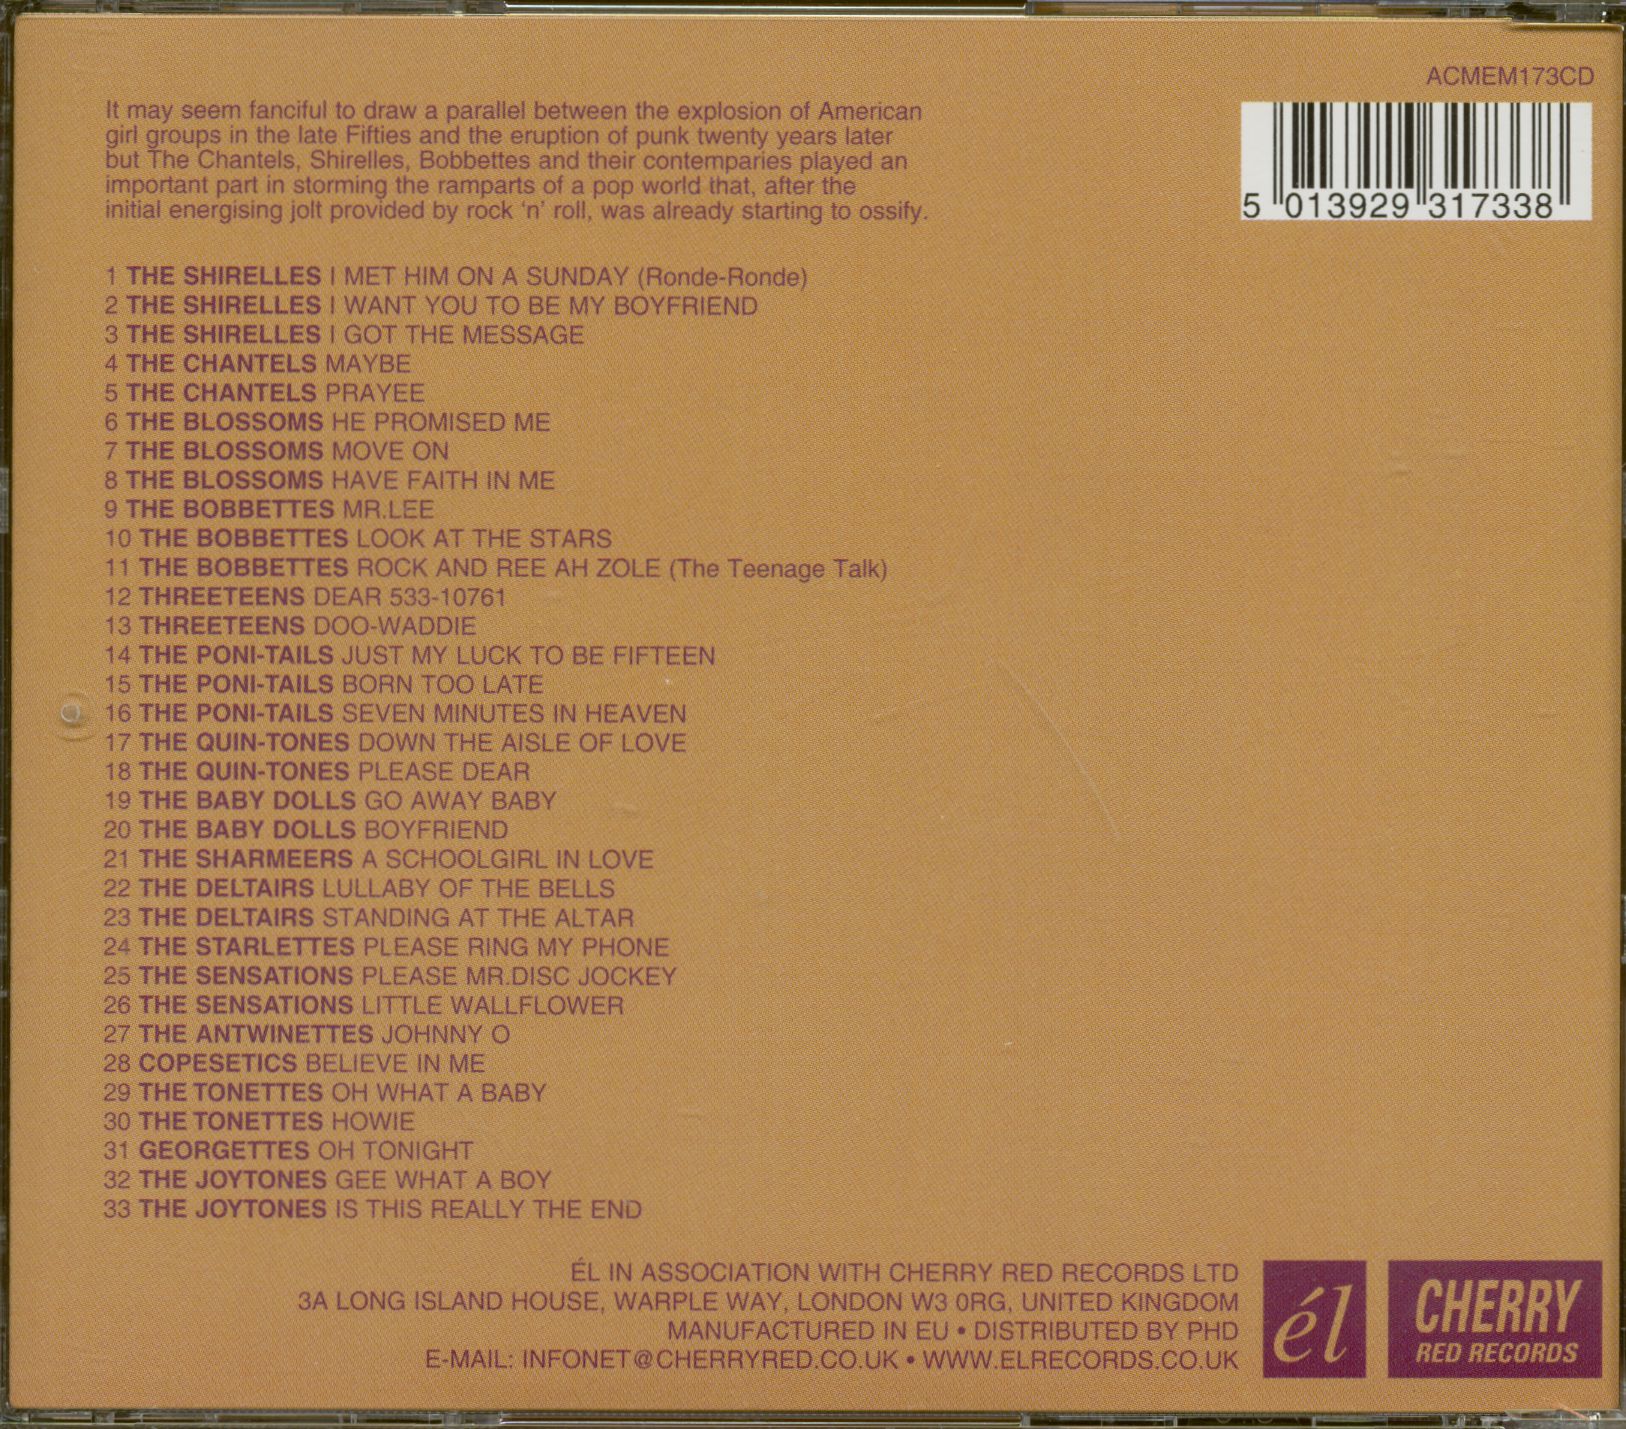 ACMEM173CD
It may seem fanciful to draw a parallel between the explosion of American
girl groups in the late Fifties and the eruption of punk twenty years later
but The Chantels, Shirelles, Bobbettes and their contemparies played an
important part in storming the ramparts of a pop world that, after the
initial energising jolt provided by rock 'n' roll, was already starting to ossify.
5 013929 317338
1 THE SHIRELLES I MET HIM ON A SUNDAY (Ronde-Ronde)
2 THE SHIRELLES I WANT YOU TO BE MY BOYFRIEND
3 THE SHIRELLES I GOT THE MESSAGE
4 THE CHANTELS MAYBE
5 THE CHANTELS PRAYEE
6 THE BLOSSOMS HE PROMISED ME
7 THE BLOSSOMS MOVE ON
8 THE BLOSSOMS HAVE FAITH IN ME
9 THE BOBBETTES MR.LEE
10 THE BOBBETTES LOOK AT THE STARS
11 THE BOBBETTES ROCK AND REE AH ZOLE (The Teenage Talk)
12 THREETEENS DEAR 533-10761
13 THREETEENS DOO-WADDIE
14 THE PONI-TAILS JUST MY LUCK TO BE FIFTEEN
15 THE PONI-TAILS BORN TOO LATE
16 THE PONI-TAILS SEVEN MINUTES IN HEAVEN
17 THE QUIN-TONES DOWN THE AISLE OF LOVE
18 THE QUIN-TONES PLEASE DEAR
19 THE BABY DOLLS GO AWAY BABY
20 THE BABY DOLLS BOYFRIEND
21 THE SHARMEERS A SCHOOLGIRL IN LOVE
22 THE DELTAIRS LULLABY OF THE BELLS
23 THE DELTAIRS STANDING AT THE ALTAR
24 THE STARLETTES PLEASE RING MY PHONE
25 THE SENSATIONS PLEASE MR.DISC JOCKEY
26 THE SENSATIONS LITTLE WALLFLOWER
27 THE ANTWINETTES JOHNNY O
28 COPESETICS BELIEVE IN ME
29 THE TONETTES OH WHAT A BABY
30 THE TONETTES HOWIE
31 GEORGETTES OH TONIGHT
32 THE JOYTONES GEE WHAT A BOY
33 THE JOYTONES IS THIS REALLY THE END
ÉL IN ASSOCIATION WITH CHERRY RED RECORDS LTD
3A LONG ISLAND HOUSE, WARPLE WAY, LONDON W3 0RG, UNITED KINGDOM
MANUFACTURED IN EU • DISTRIBUTED BY PHD
E-MAIL: INFONET@CHERRYRED.CO.UK • WWW.ELRECORDS.CO.UK
él
CHERRY
RED RECORDS